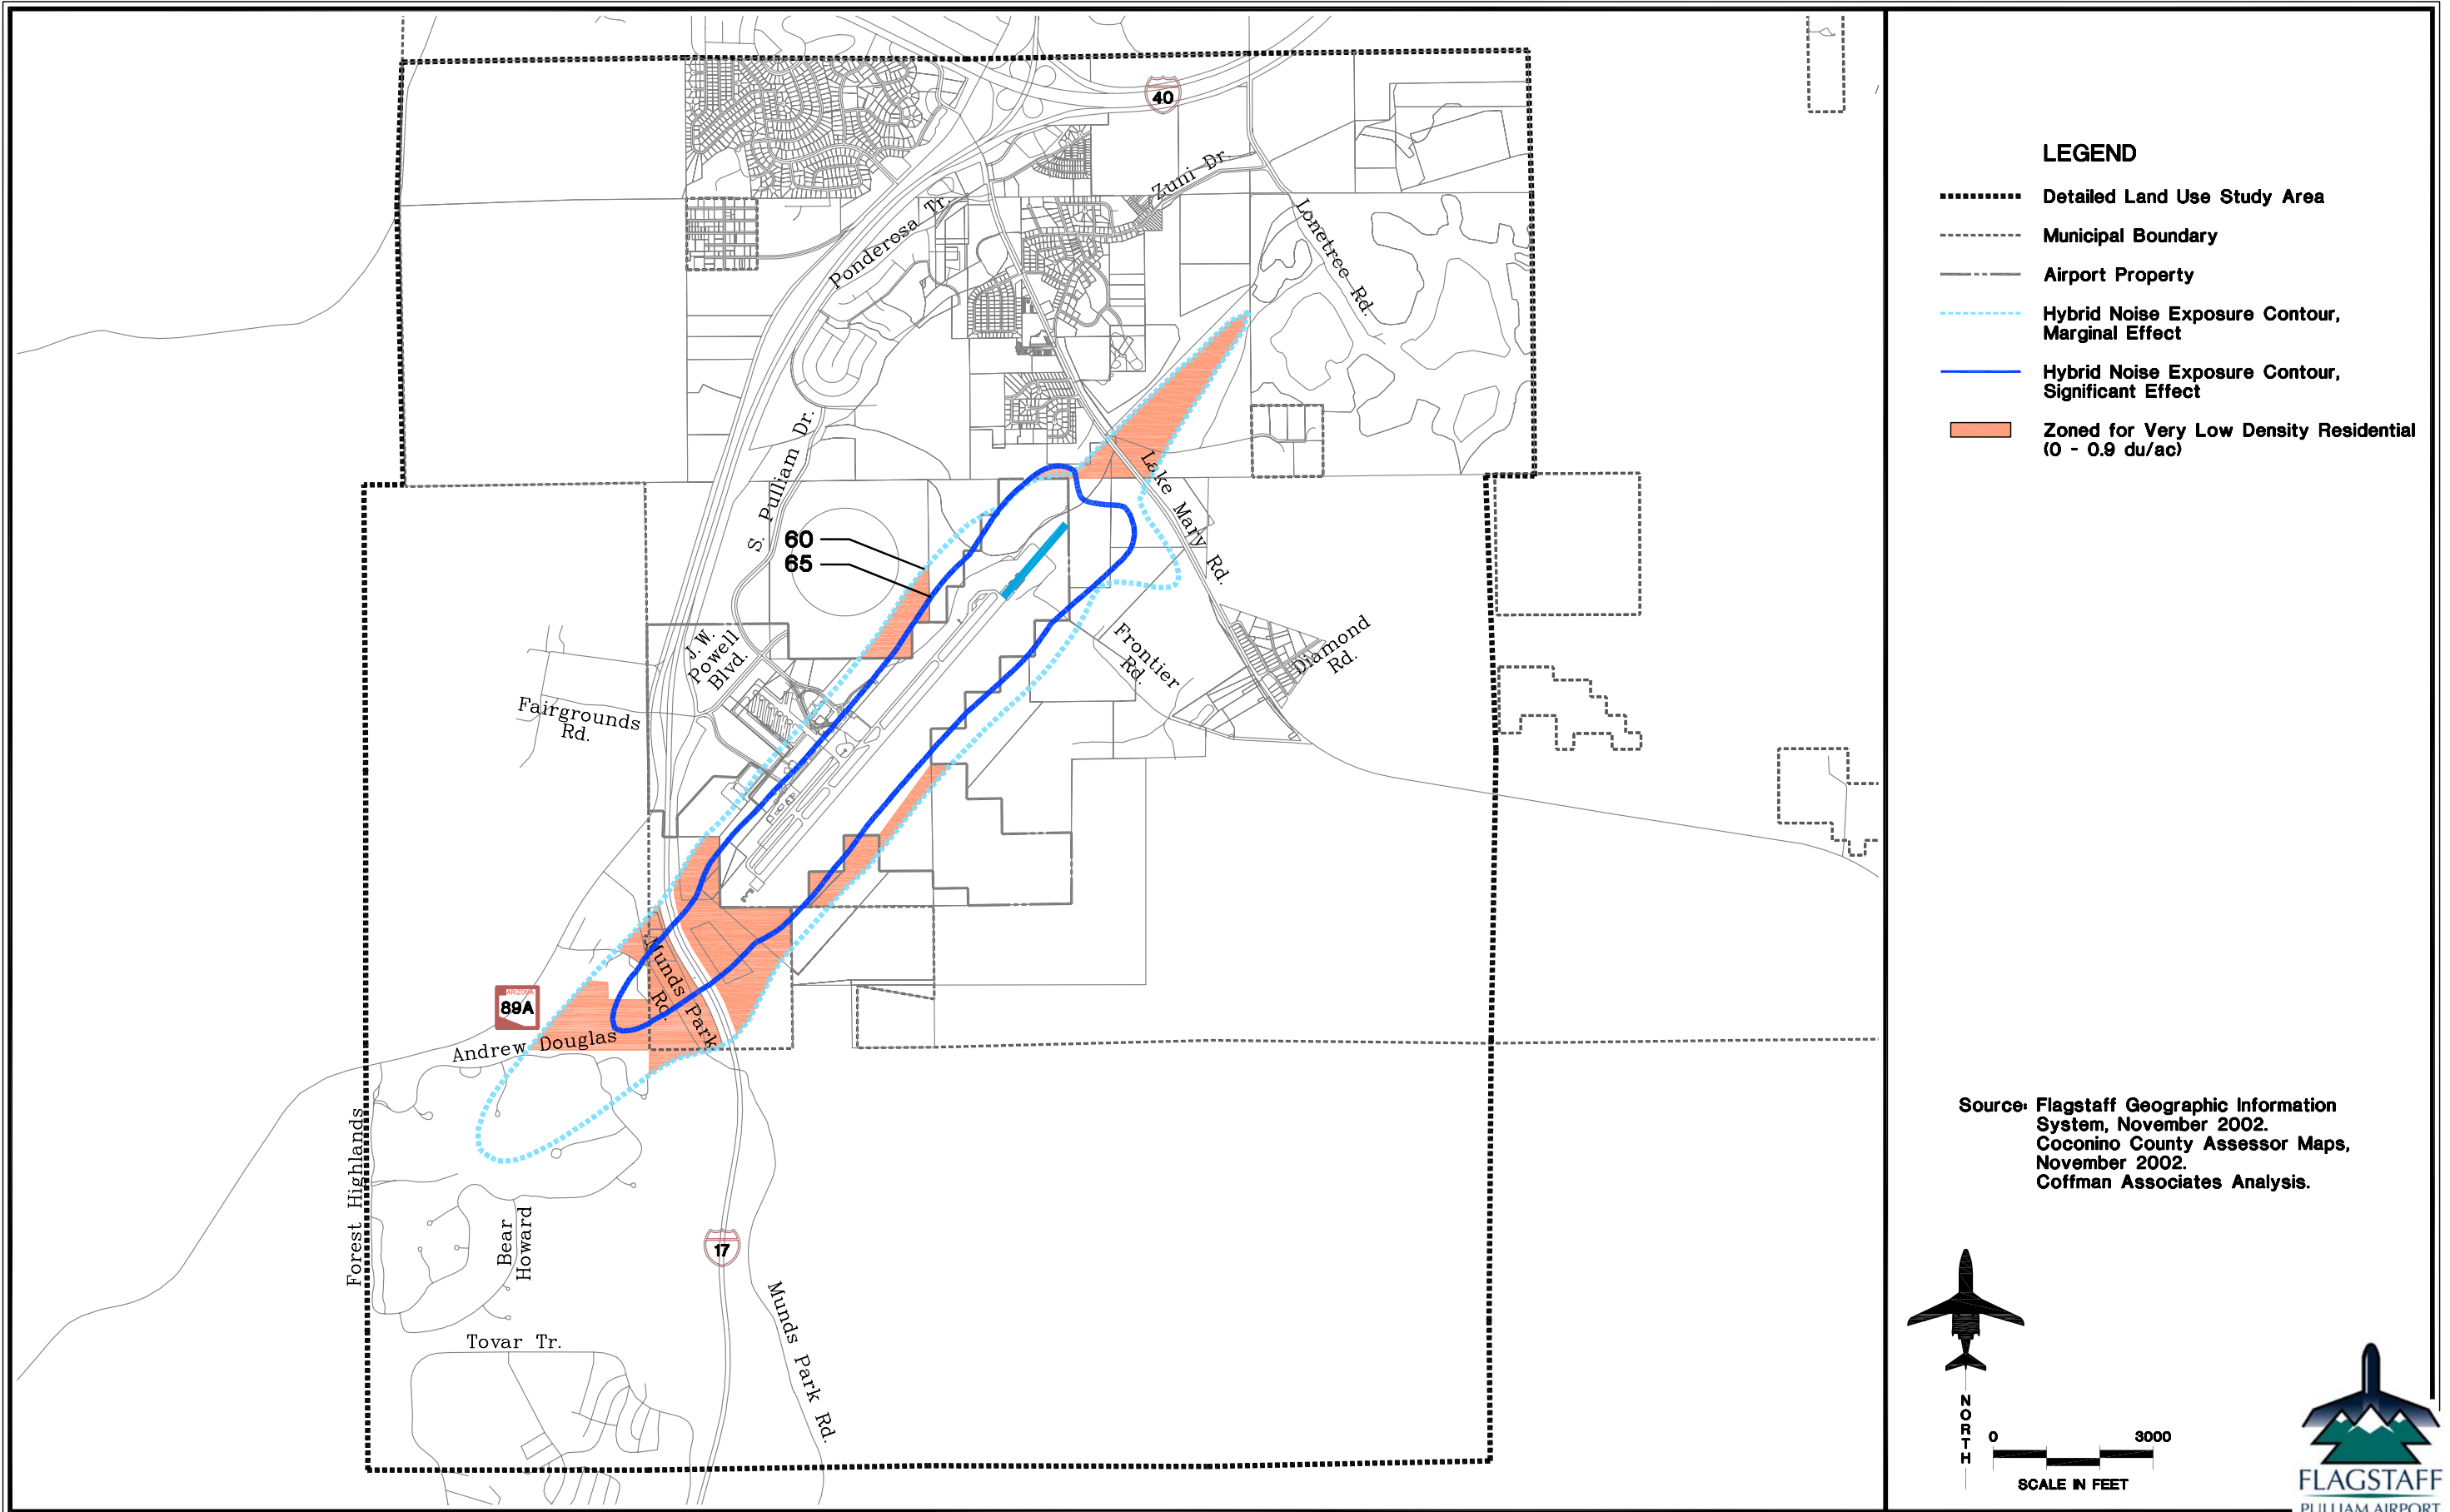 40
Zuni Dr.
Ponderosa Tr.
Lonetree Rd.
S. Pulliam Dr.
Lake Mary Rd.
60
65
J.W.
Powell
Blvd.
Frontier
Rd.
Diamond
Rd.
Fairgrounds
Rd.
Munds Park
Rd.
ARIZONA
89A
Andrew Douglas
Forest Highlands
Bear
Howard
17
Tovar Tr.
Munds Park Rd.
LEGEND
Detailed Land Use Study Area
Municipal Boundary
Airport Property
Hybrid Noise Exposure Contour,
Marginal Effect
Hybrid Noise Exposure Contour,
Significant Effect
Zoned for Very Low Density Residential
(0 - 0.9 du/ac)
Source: Flagstaff Geographic Information
System, November 2002.
Coconino County Assessor Maps,
November 2002.
Coffman Associates Analysis.
NORTH
0 3000
SCALE IN FEET
FLAGSTAFF
PULLIAM AIRPORT